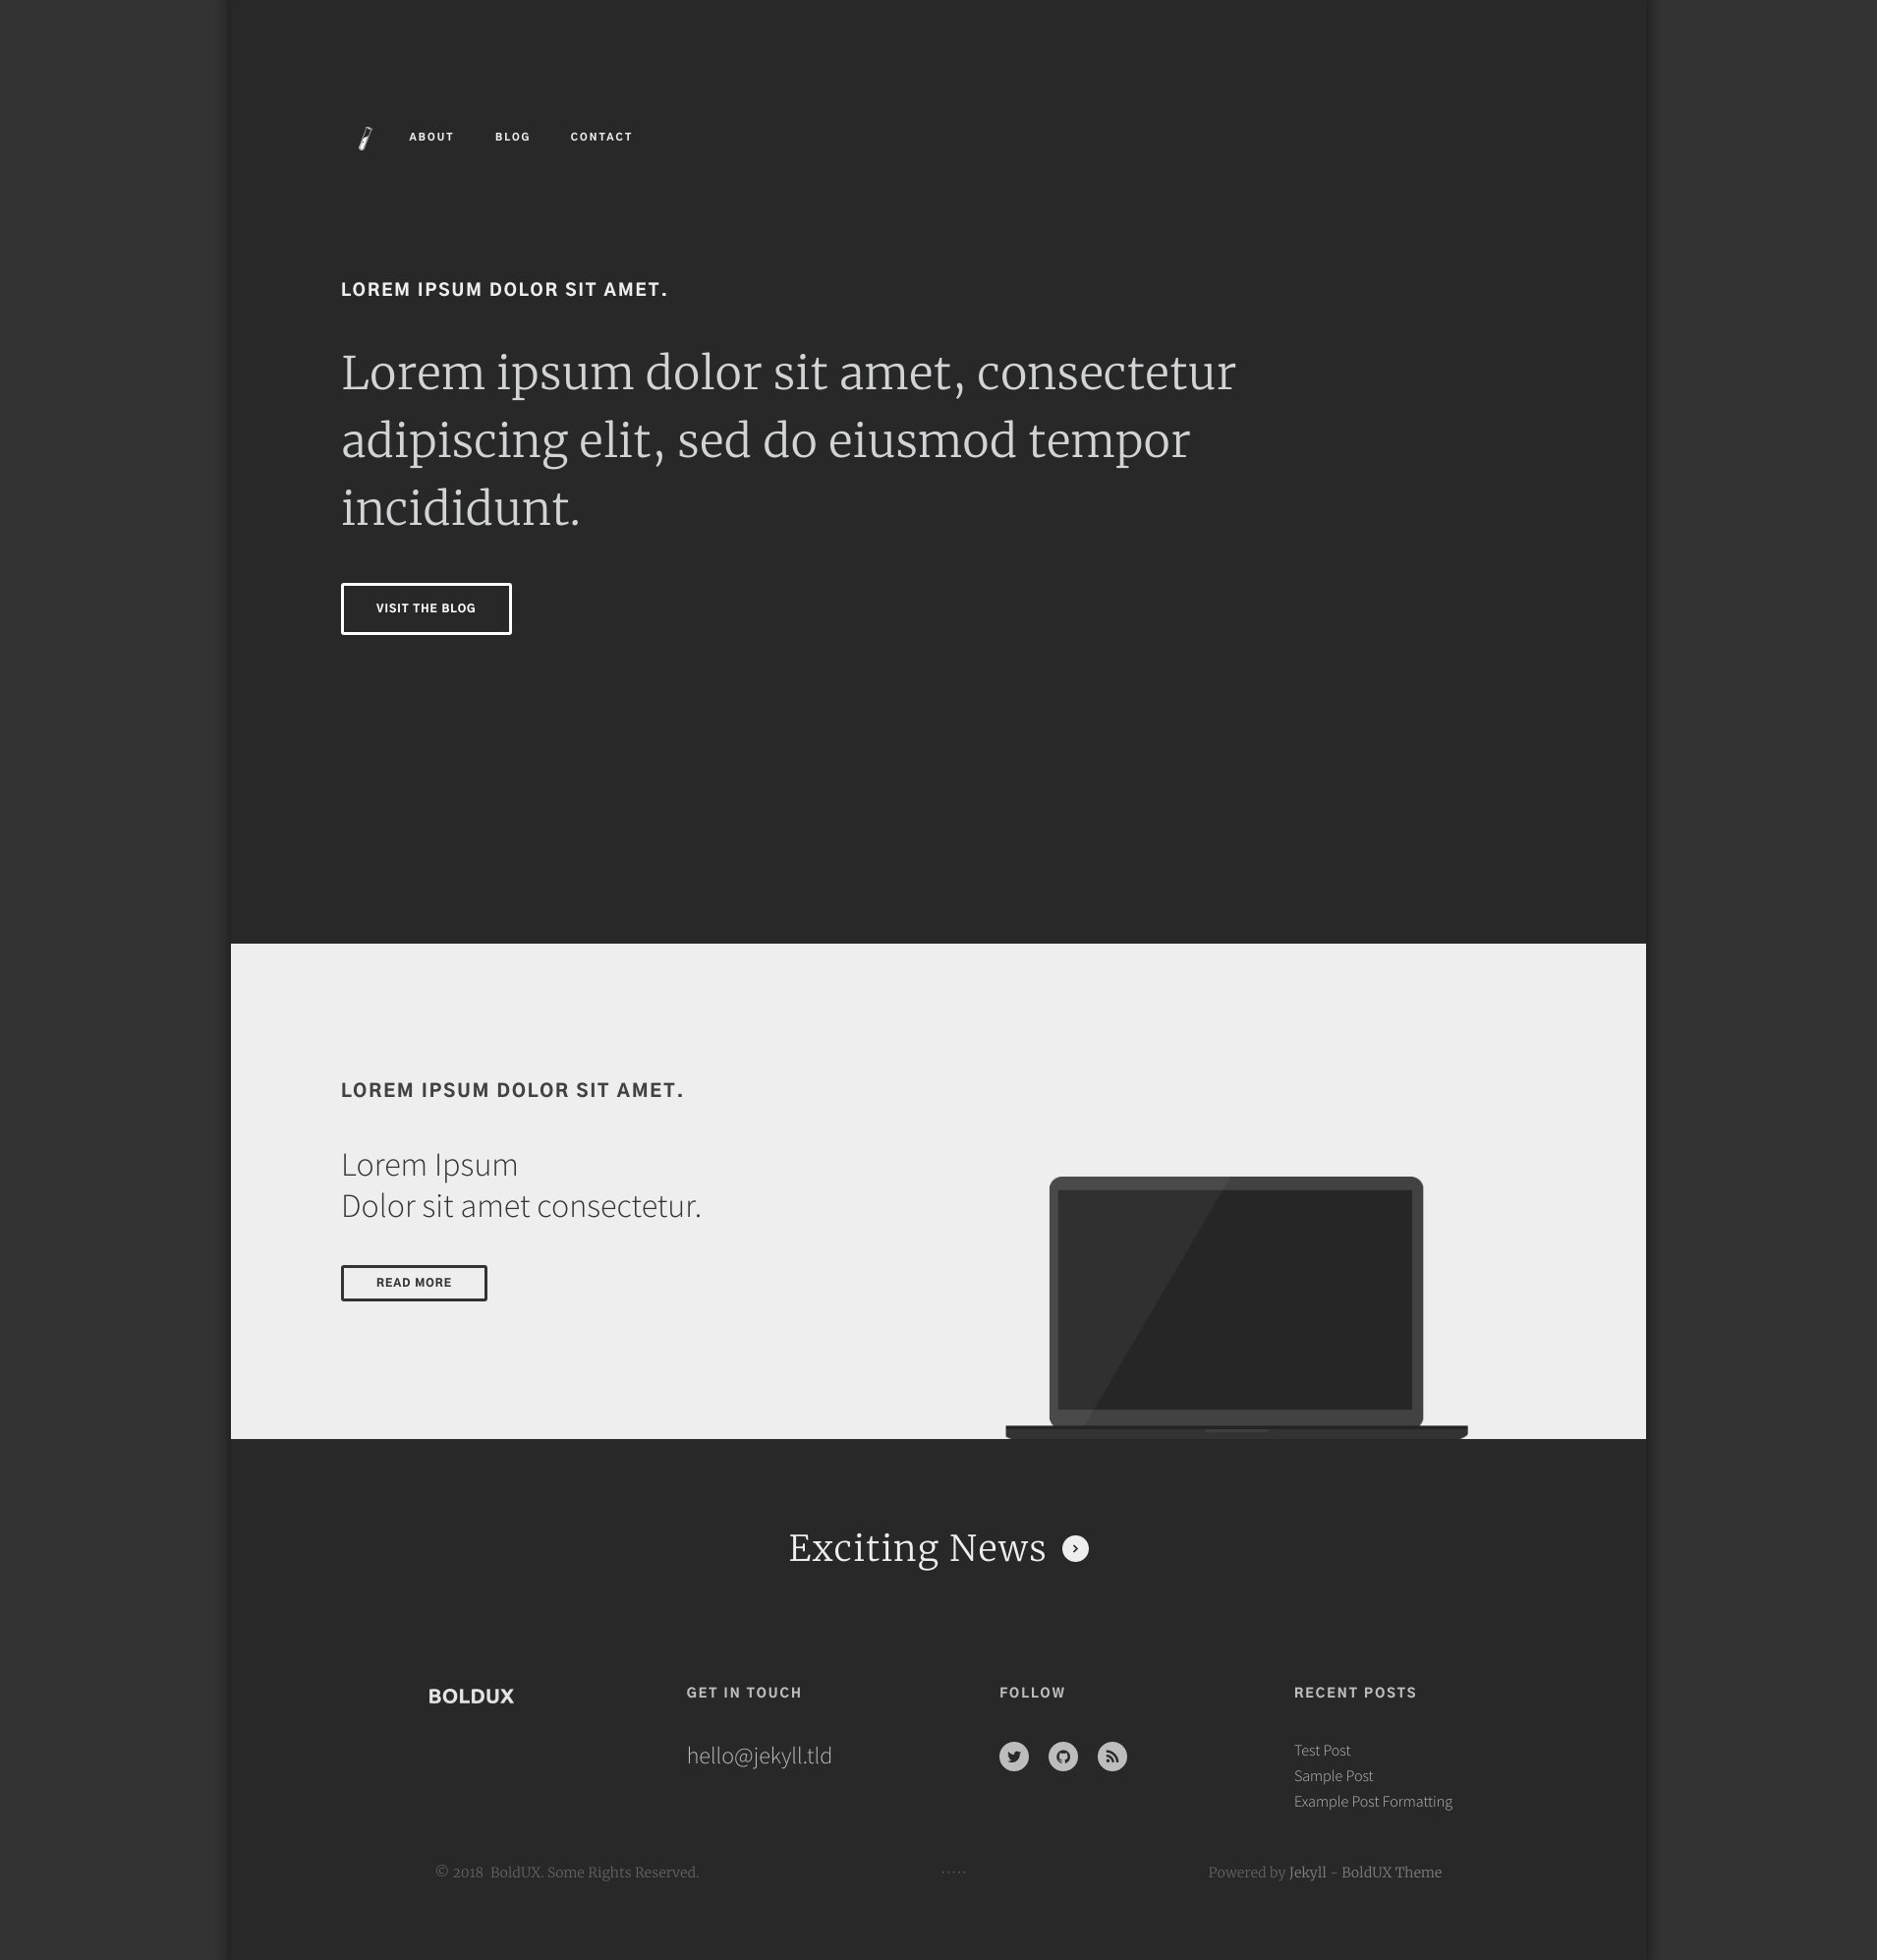 ABOUT BLOG CONTACT
LOREM IPSUM DOLOR SIT AMET.
Lorem ipsum dolor sit amet, consectetur
adipiscing elit, sed do eiusmod tempor
incididunt.
VISIT THE BLOG
LOREM IPSUM DOLOR SIT AMET.
Lorem Ipsum
Dolor sit amet consectetur.
READ MORE
Exciting News
BOLDUX
GET IN TOUCH
hello@jekyll.tld
FOLLOW
RECENT POSTS
Test Post
Sample Post
Example Post Formatting
© 2018 BoldUX. Some Rights Reserved.
·····
Powered by Jekyll - BoldUX Theme